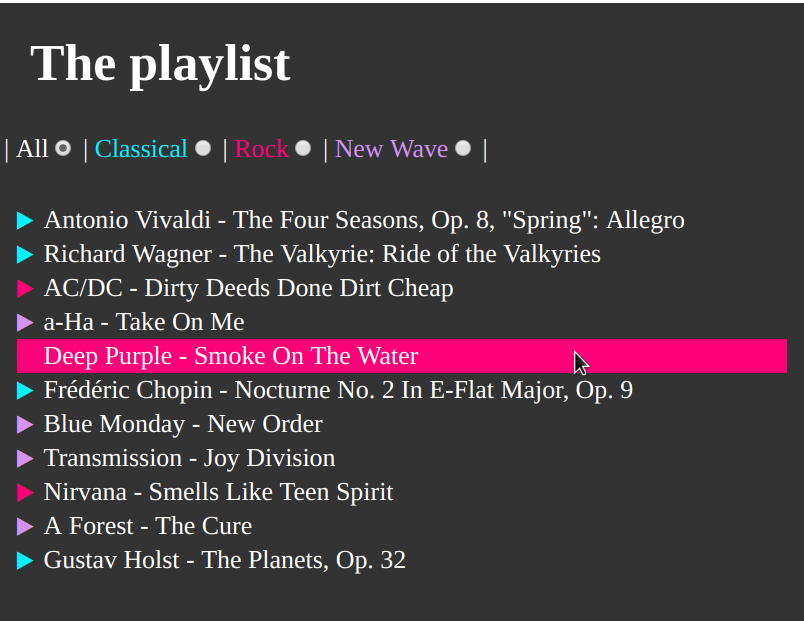 The playlist
| All | Classical | Rock | New Wave |
Antonio Vivaldi - The Four Seasons, Op. 8, "Spring": Allegro
Richard Wagner - The Valkyrie: Ride of the Valkyries
AC/DC - Dirty Deeds Done Dirt Cheap
a-Ha - Take On Me
Deep Purple - Smoke On The Water
Frédéric Chopin - Nocturne No. 2 In E-Flat Major, Op. 9
Blue Monday - New Order
Transmission - Joy Division
Nirvana - Smells Like Teen Spirit
A Forest - The Cure
Gustav Holst - The Planets, Op. 32